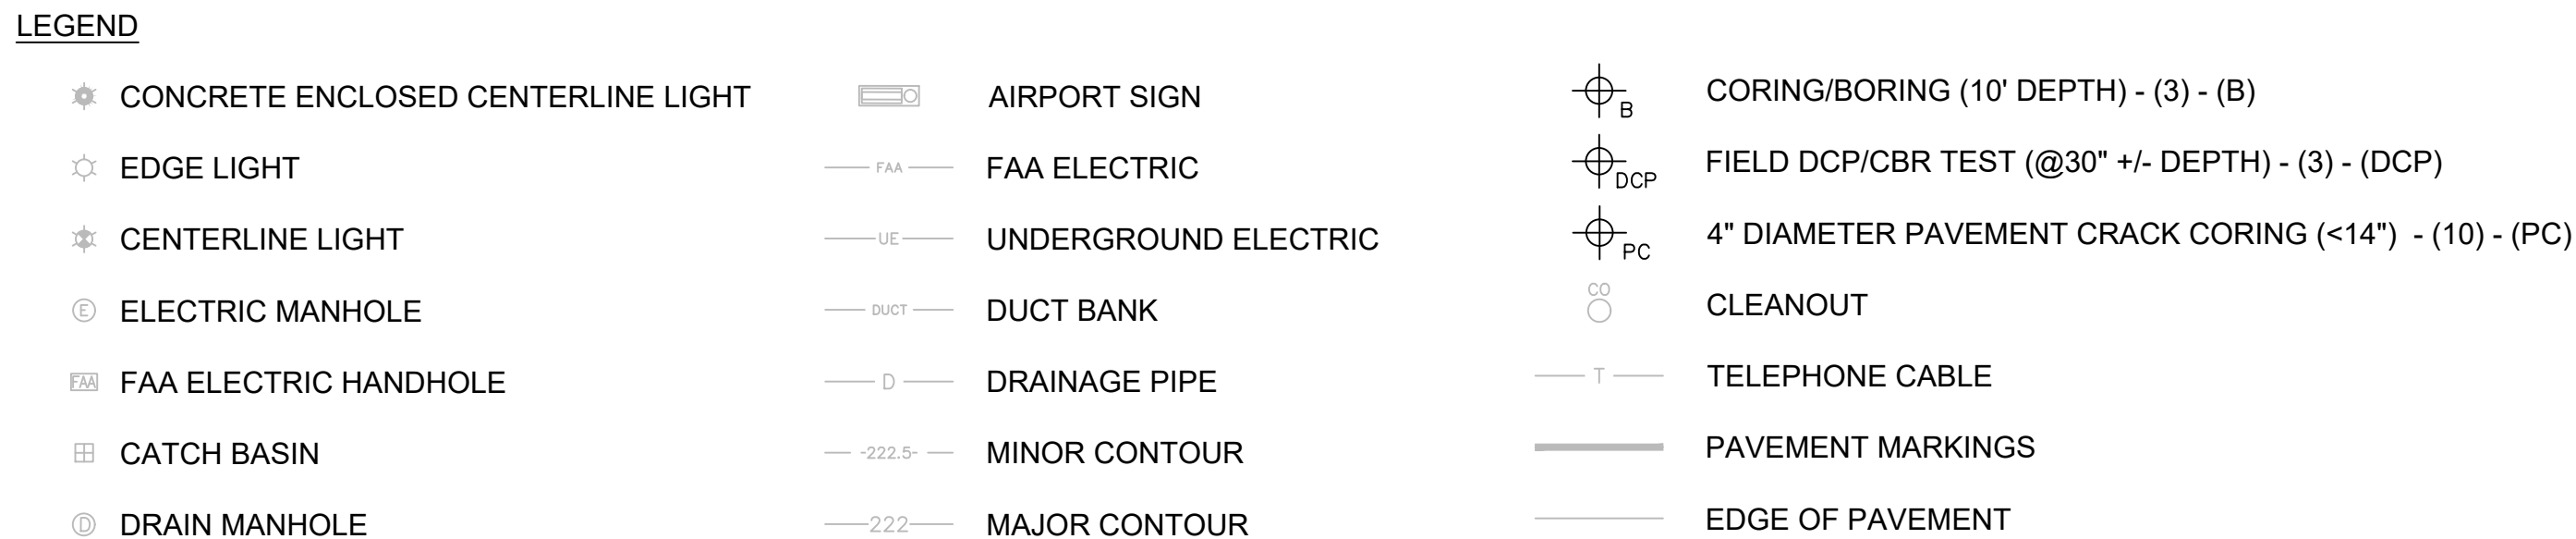 LEGEND
CONCRETE ENCLOSED CENTERLINE LIGHT
EDGE LIGHT
CENTERLINE LIGHT
E ELECTRIC MANHOLE
FAA FAA ELECTRIC HANDHOLE
CATCH BASIN
D DRAIN MANHOLE
AIRPORT SIGN
FAA FAA ELECTRIC
UE UNDERGROUND ELECTRIC
DUCT DUCT BANK
D DRAINAGE PIPE
-222.5- MINOR CONTOUR
222 MAJOR CONTOUR
B CORING/BORING (10' DEPTH) - (3) - (B)
DCP FIELD DCP/CBR TEST (@30" +/- DEPTH) - (3) - (DCP)
PC 4" DIAMETER PAVEMENT CRACK CORING (<14") - (10) - (PC)
CO CLEANOUT
T TELEPHONE CABLE
PAVEMENT MARKINGS
EDGE OF PAVEMENT